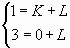 1 = K + L
3 = 0 + L